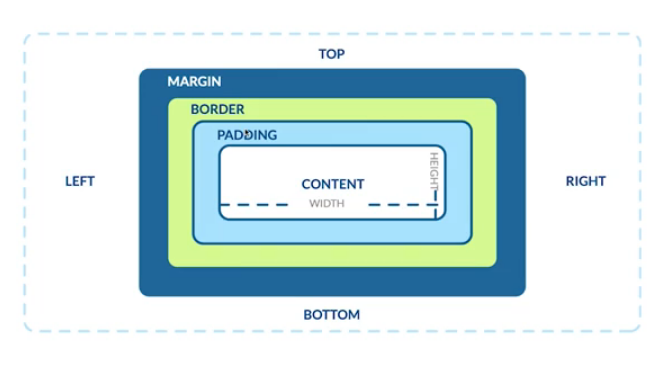 TOP
MARGIN
BORDER
PADDING
HEIGHT
LEFT
CONTENT
RIGHT
WIDTH
BOTTOM